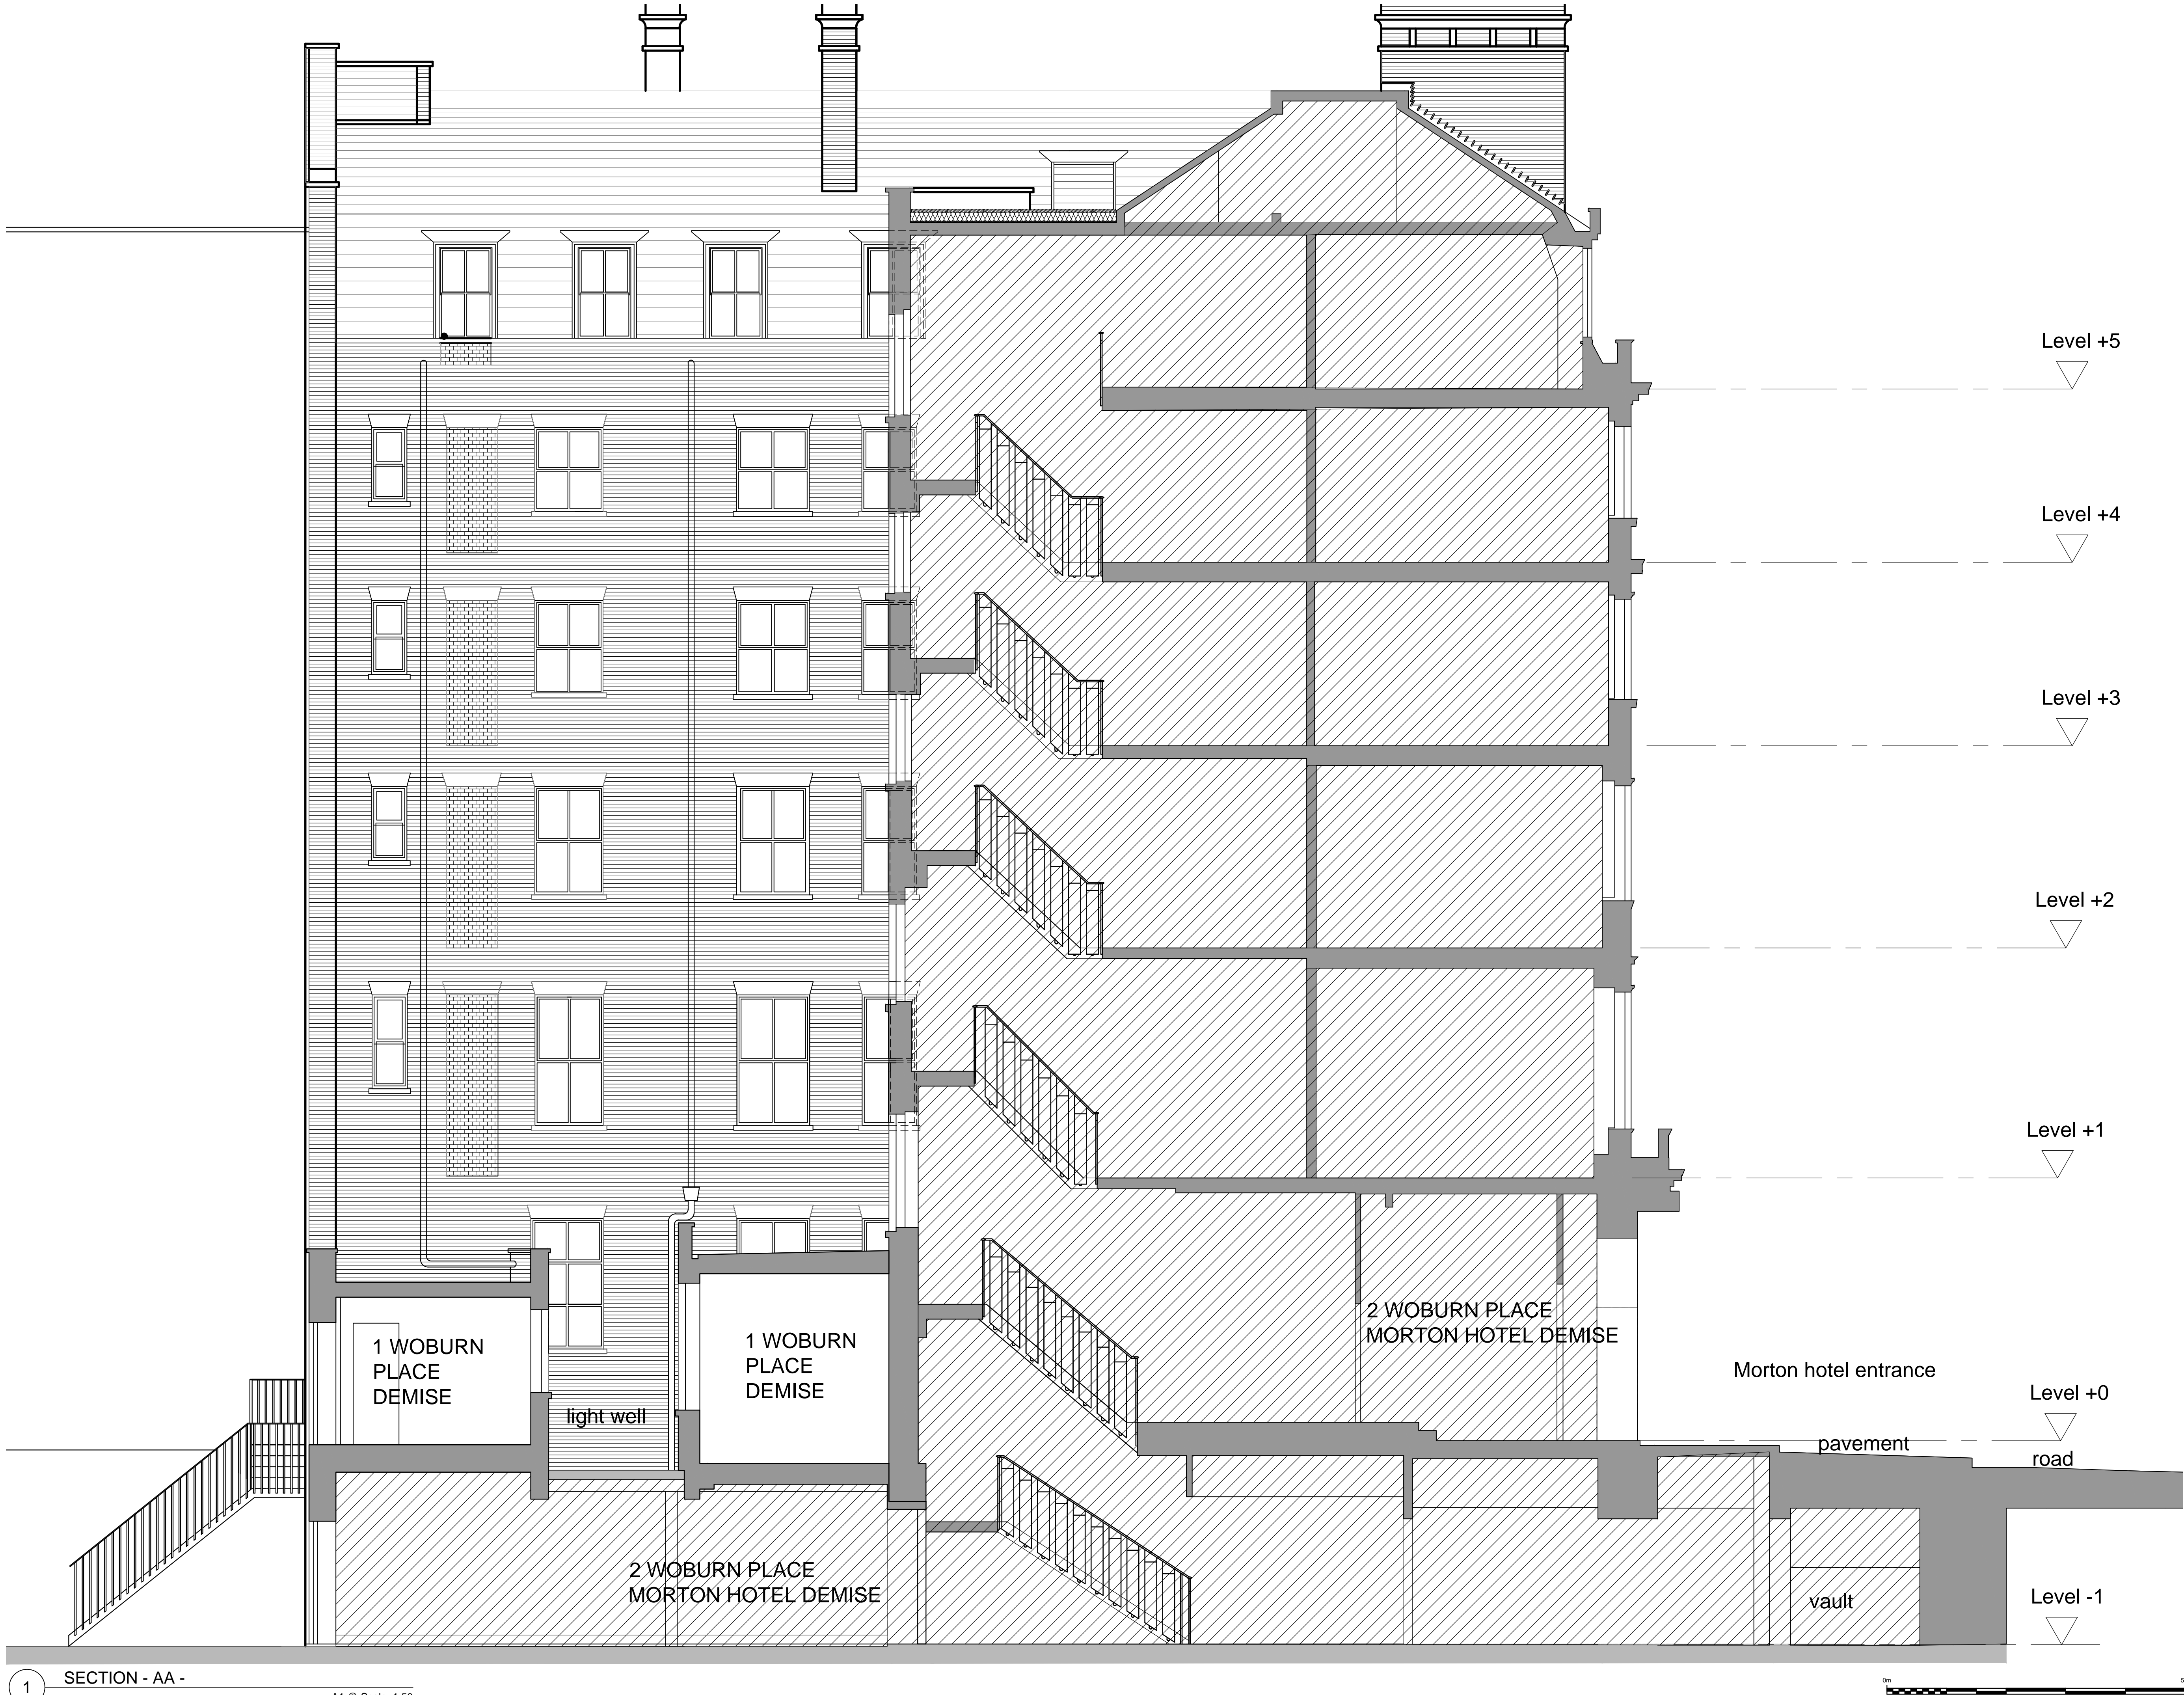 Level +5
Level +4
Level +3
Level +2
Level +1
2 WOBURN PLACE
MORTON HOTEL DEMISE
1 WOBURN
PLACE
DEMISE
1 WOBURN
PLACE
DEMISE
light well
Morton hotel entrance
Level +0
pavement
road
2 WOBURN PLACE
MORTON HOTEL DEMISE
vault
Level -1
1
SECTION - AA -
0m
5